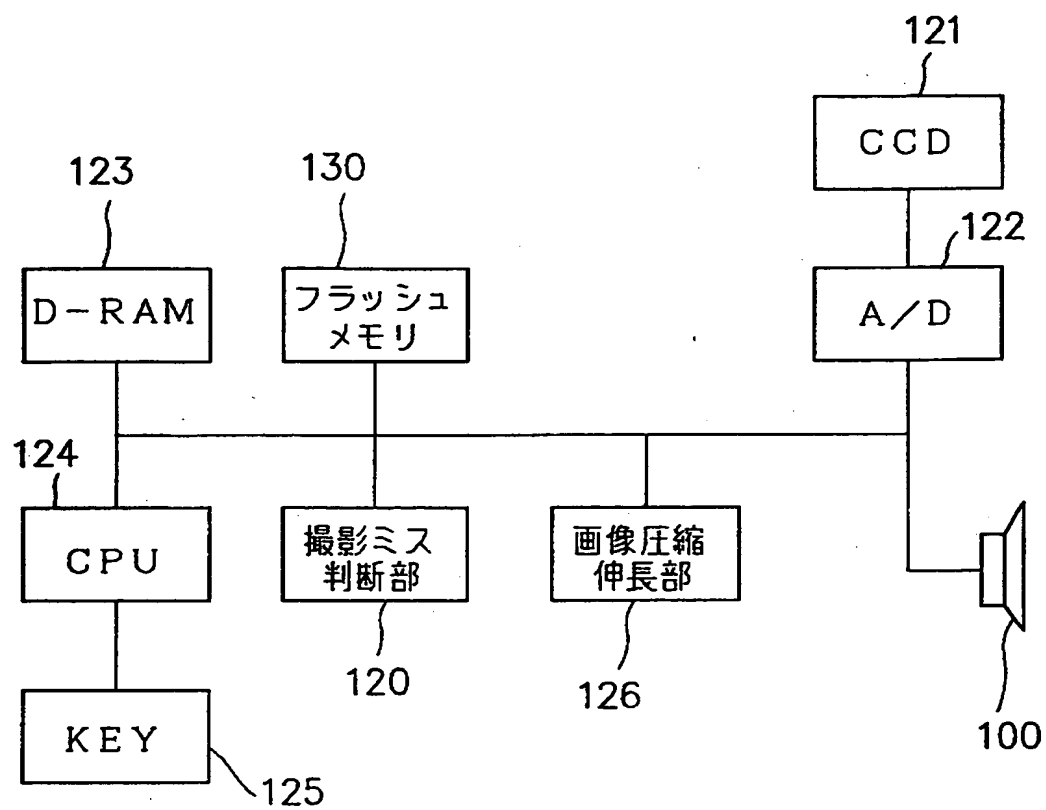 121
CCD
123
130
122
D-RAM
フラッシュ
メモリ
A/D
124
CPU
撮影ミス
判断部
画像圧縮
伸長部
120
126
100
KEY
125